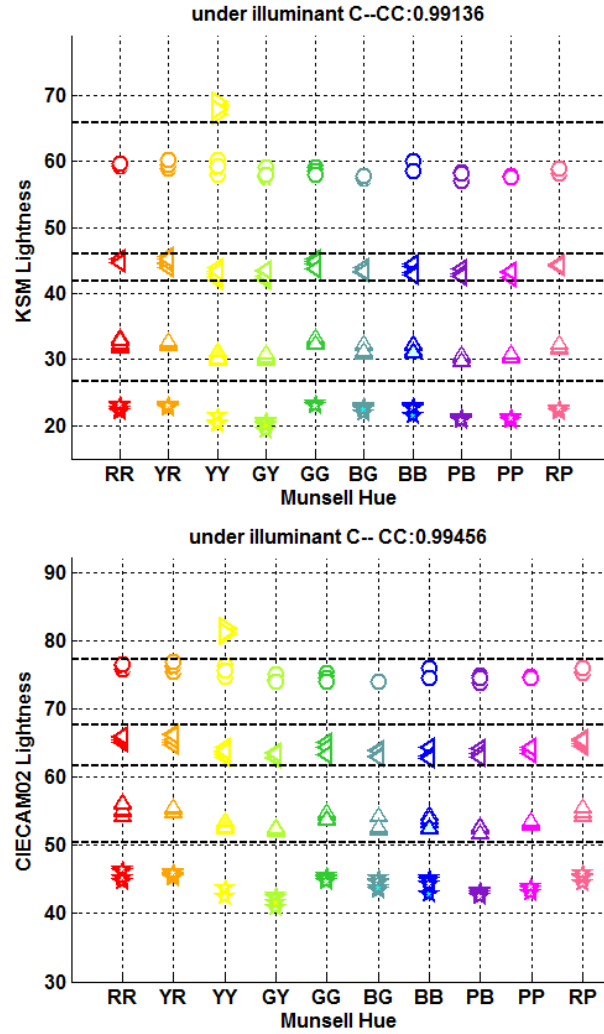 under illuminant C--CC:0.99136
KSM Lightness
70
60
50
40
30
20
RR YR YY GY GG BG BB PB PP RP
Munsell Hue
under illuminant C-- CC:0.99456
CIECAM02 Lightness
90
80
70
60
50
40
30
RR YR YY GY GG BG BB PB PP RP
Munsell Hue